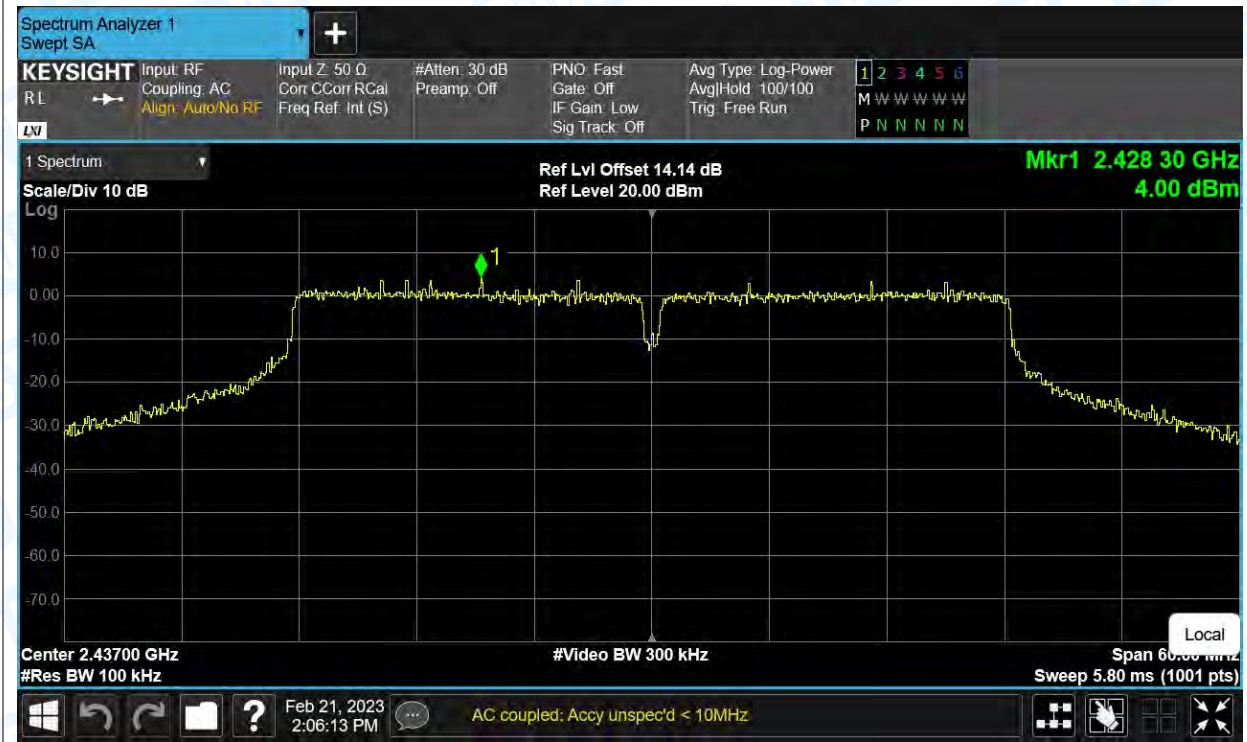 Spectrum Analyzer 1
Swept SA
+
KEYSIGHT
R L
LXI
Input: RF
Coupling: AC
Align: Auto/No RF
Input Z: 50 Ω
Corr CCorr RCal
Freq Ref: Int (S)
#Atten: 30 dB
Preamp: Off
PNO: Fast
Gate: Off
IF Gain: Low
Sig Track: Off
Avg Type: Log-Power
Avg|Hold: 100/100
Trig: Free Run
1 2 3 4 5 6
M W W W W W W
P N N N N N N
1 Spectrum
Scale/Div 10 dB
Log
Ref Lvl Offset 14.14 dB
Ref Level 20.00 dBm
Mkr1 2.428 30 GHz
4.00 dBm
10.0
1
0.00
-10.0
-20.0
-30.0
-40.0
-50.0
-60.0
-70.0
Local
Center 2.43700 GHz
#Res BW 100 kHz
#Video BW 300 kHz
Span 60.00 MHz
Sweep 5.80 ms (1001 pts)
?
Feb 21, 2023
2:06:13 PM
AC coupled: Accy unspec'd < 10MHz